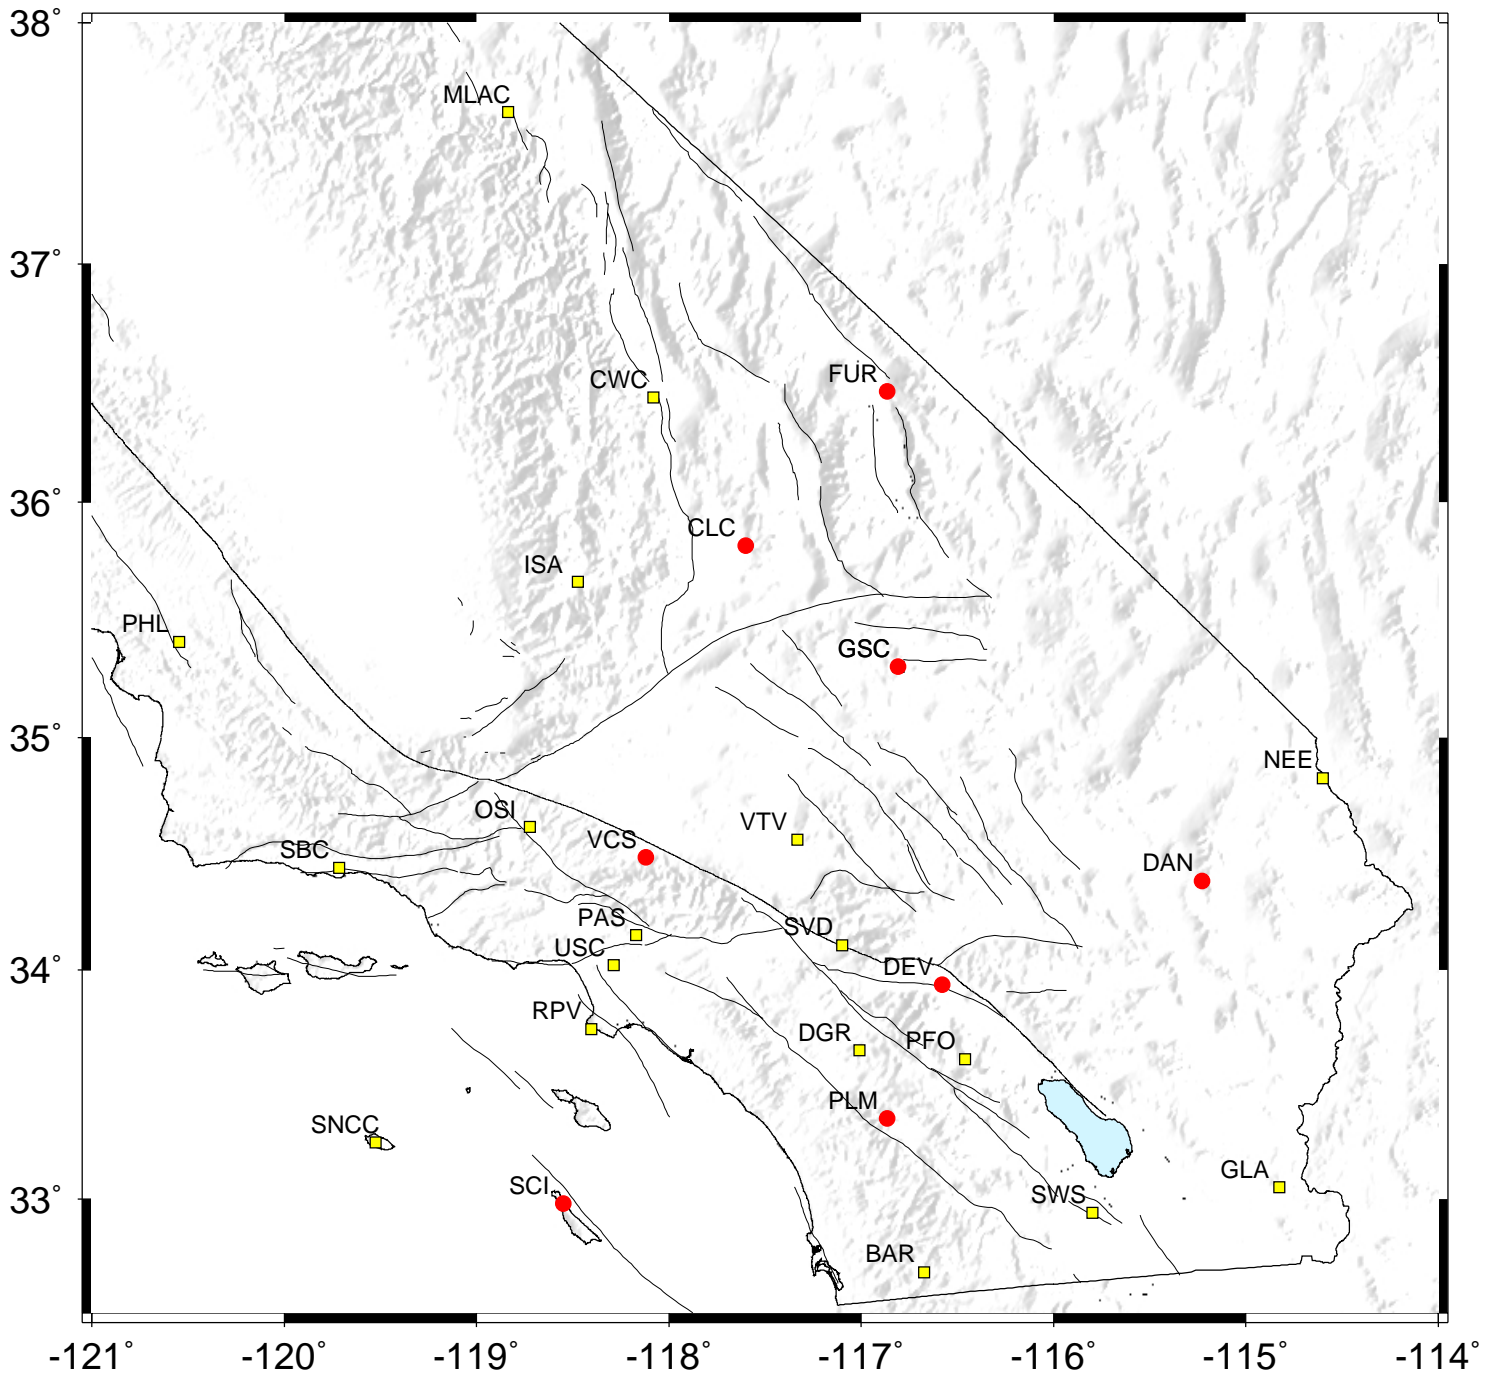 38°
MLAC
37°
FUR
CWC
36°
CLC
ISA
PHL
GSC
35°
NEE
OSI
VTV
VCS
SBC
DAN
PAS
SVD
USC
34°
DEV
RPV
DGR
PFO
PLM
SNCC
SCI
GLA
33°
SWS
BAR
-121°
-120°
-119°
-118°
-117°
-116°
-115°
-114°